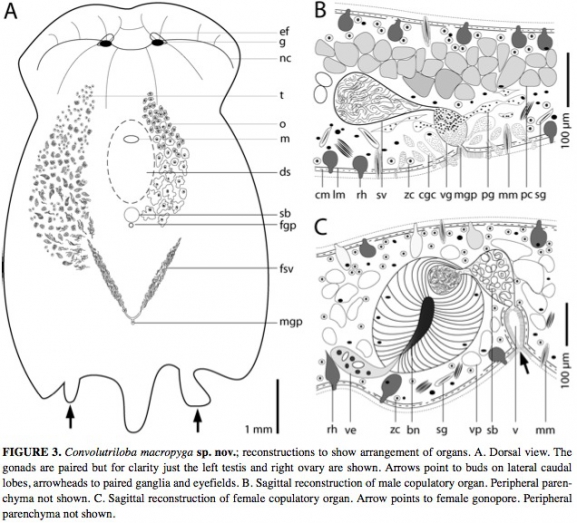 A
ef
g
nc
t
o
m
ds
sb
fgp
fsv
mgp
1 mm
B
100 µm
cm lm rh sv zc cgc vg mgp pg mm pc sg
C
100 µm
rh ve zc bn sg vp sb v mm
FIGURE 3. Convolutriloba macropyga sp. nov.; reconstructions to show arrangement of organs. A. Dorsal view. The
gonads are paired but for clarity just the left testis and right ovary are shown. Arrows point to buds on lateral caudal
lobes, arrowheads to paired ganglia and eyefields. B. Sagittal reconstruction of male copulatory organ. Peripheral paren-
chyma not shown. C. Sagittal reconstruction of female copulatory organ. Arrow points to female gonopore. Peripheral
parenchyma not shown.